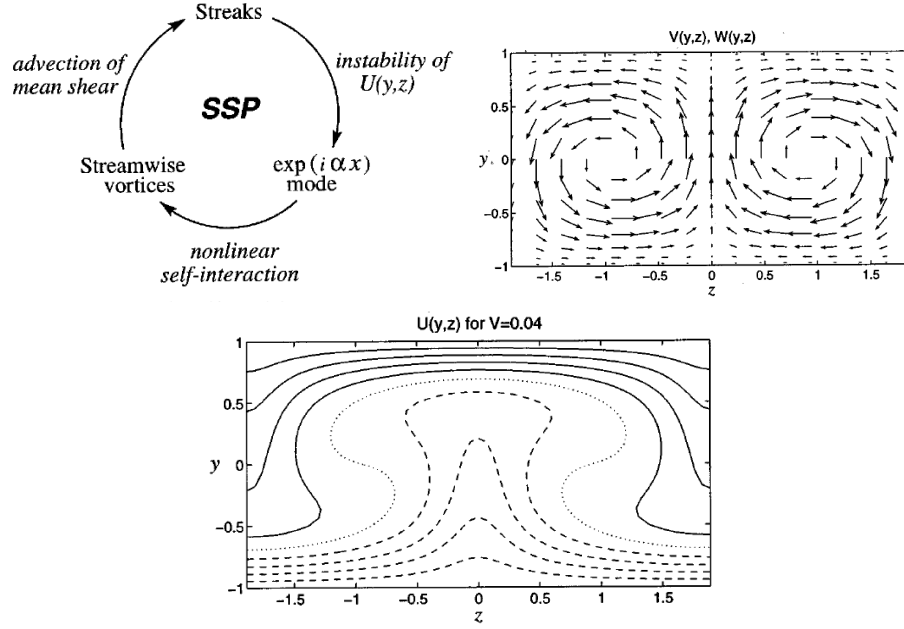 Streaks
advection of
mean shear
instability of
U(y,z)
SSP
Streamwise
vortices
exp(iαx)
mode
nonlinear
self-interaction
V(y,z), W(y,z)
1
0.5
y 0
−0.5
−1
−1.5 −1 −0.5 0 0.5 1 1.5
z
U(y,z) for V=0.04
1
0.5
y 0
−0.5
−1
−1.5 −1 −0.5 0 0.5 1 1.5
z